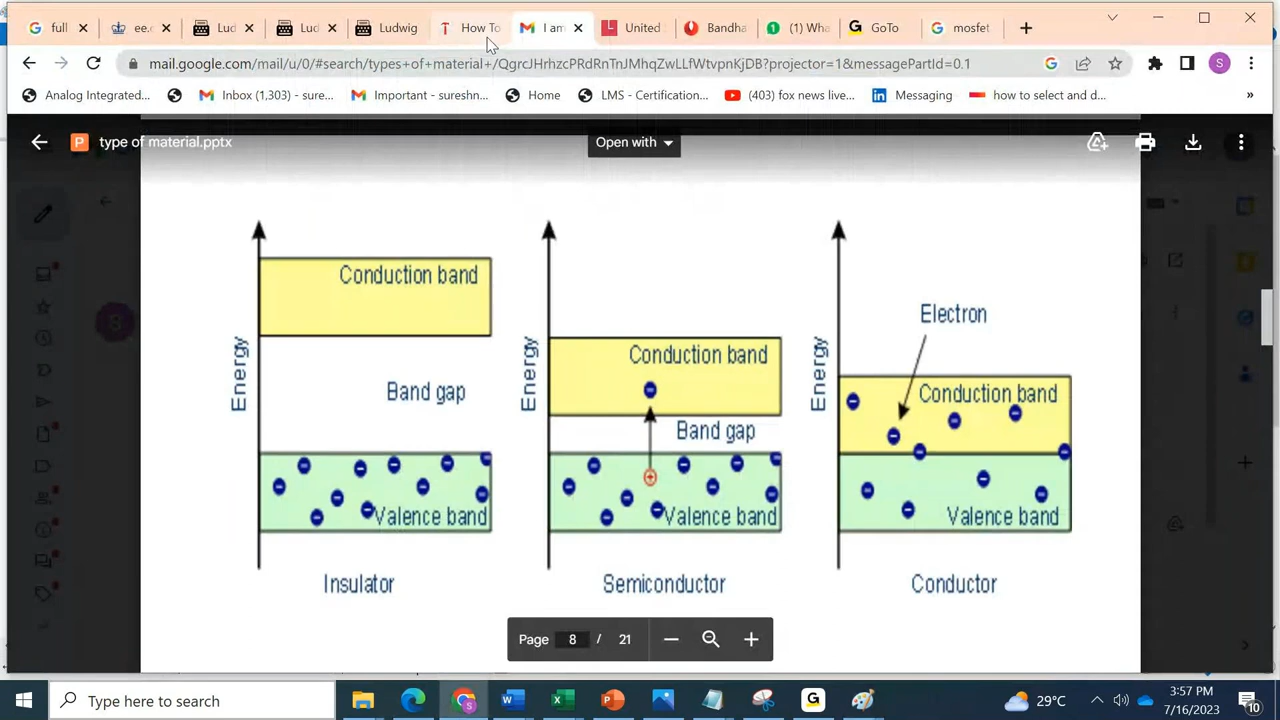 full
ee.c
Lud
Lud
Ludwig
How To
I am
United
Bandha
(1) Wha
GoTo
mosfet
mail.google.com/mail/u/0/#search/types+of+material+/QgrcJHrhzcPRdRnTnJMhqZwLLfWtvpnKjDB?projector=1&messagePartId=0.1
S
Analog Integrated...
Inbox (1,303) - sure...
Important - sureshn...
Home
LMS - Certification...
(403) fox news live...
Messaging
how to select and d...
»
P type of material.pptx
Open with
Conduction band
Band gap
Valence band
Energy
Insulator
Conduction band
Band gap
Valence band
Energy
Semiconductor
Electron
Conduction band
Valence band
Energy
Conductor
Page 8 / 21
Type here to search
29°C
3:57 PM
7/16/2023
10